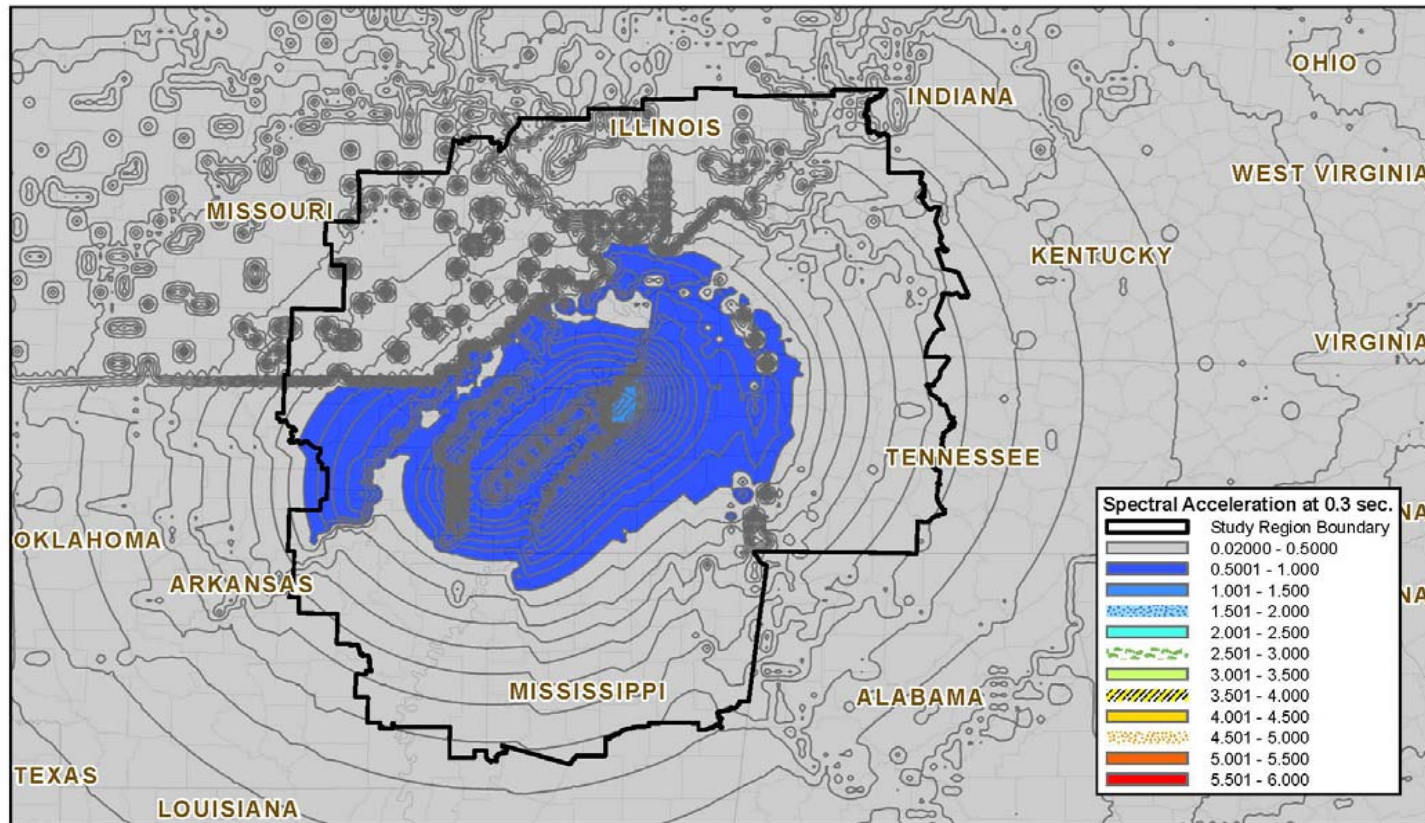 OHIO
INDIANA
ILLINOIS
WEST VIRGINIA
MISSOURI
KENTUCKY
VIRGINIA
TENNESSEE
OKLAHOMA
ARKANSAS
MISSISSIPPI
ALABAMA
TEXAS
LOUISIANA
NA
NA
Spectral Acceleration at 0.3 sec.
Study Region Boundary
0.02000 - 0.5000
0.5001 - 1.000
1.001 - 1.500
1.501 - 2.000
2.001 - 2.500
2.501 - 3.000
3.001 - 3.500
3.501 - 4.000
4.001 - 4.500
4.501 - 5.000
5.001 - 5.500
5.501 - 6.000